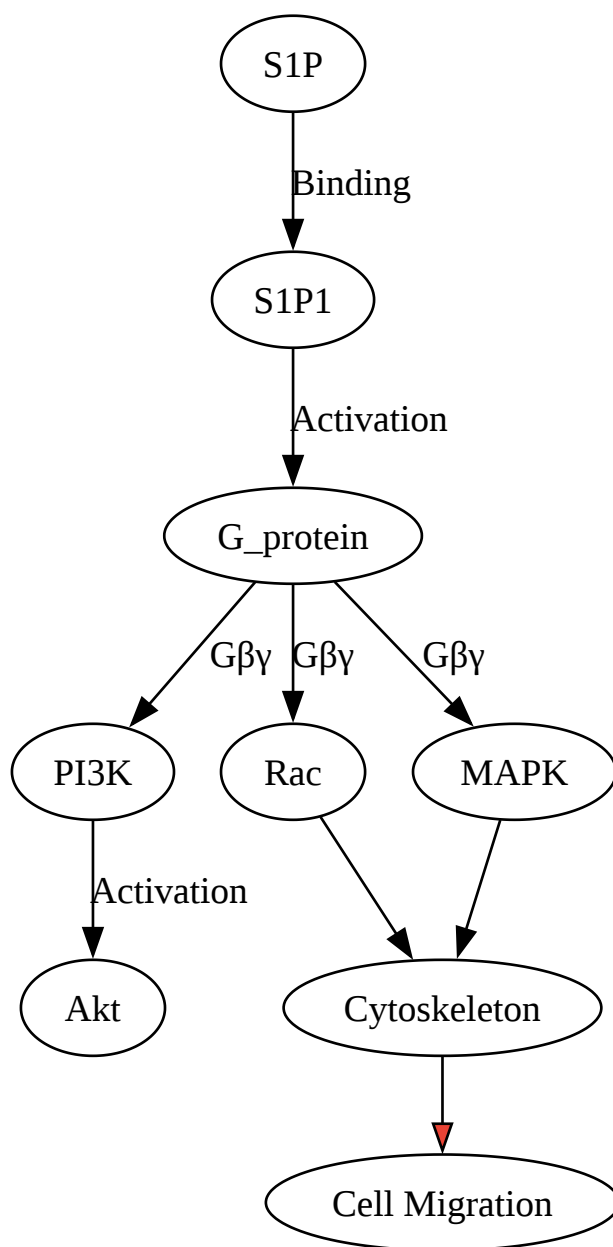 S1P
Binding
S1P1
Activation
G_protein
Gβγ Gβγ Gβγ
PI3K Rac MAPK
Activation
Akt Cytoskeleton
Cell Migration